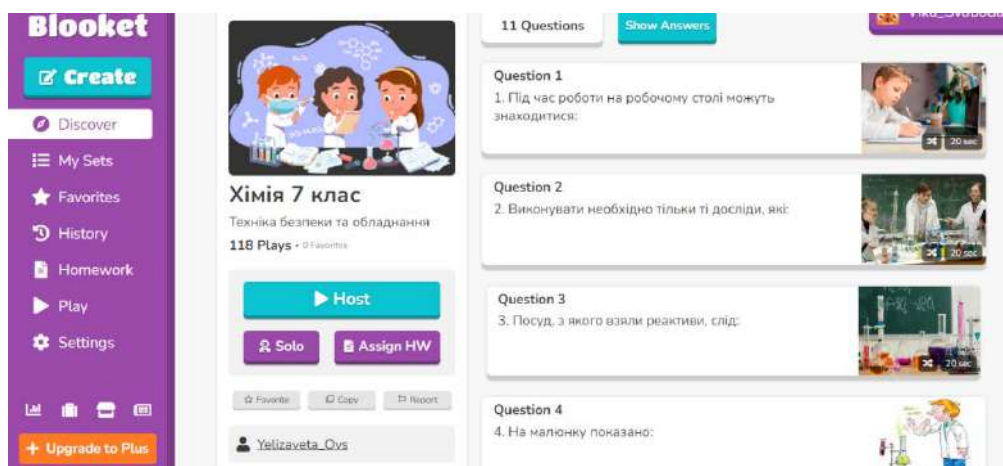 Blooket
Create
Discover
My Sets
Favorites
History
Homework
Play
Settings
+ Upgrade to Plus
Хімія 7 клас
Техніка безпеки та обладнання
118 Plays • 0 Favorites
Host
Solo
Assign HW
Favorite
Copy
Report
Yelizaveta_Ovs
11 Questions
Show Answers
Question 1
1. Під час роботи на робочому столі можуть
знаходитися:
20 sec
Question 2
2. Виконувати необхідно тільки ті досліди, які:
20 sec
Question 3
3. Посуд, з якого взяли реактиви, слід:
20 sec
Question 4
4. На малюнку показано: